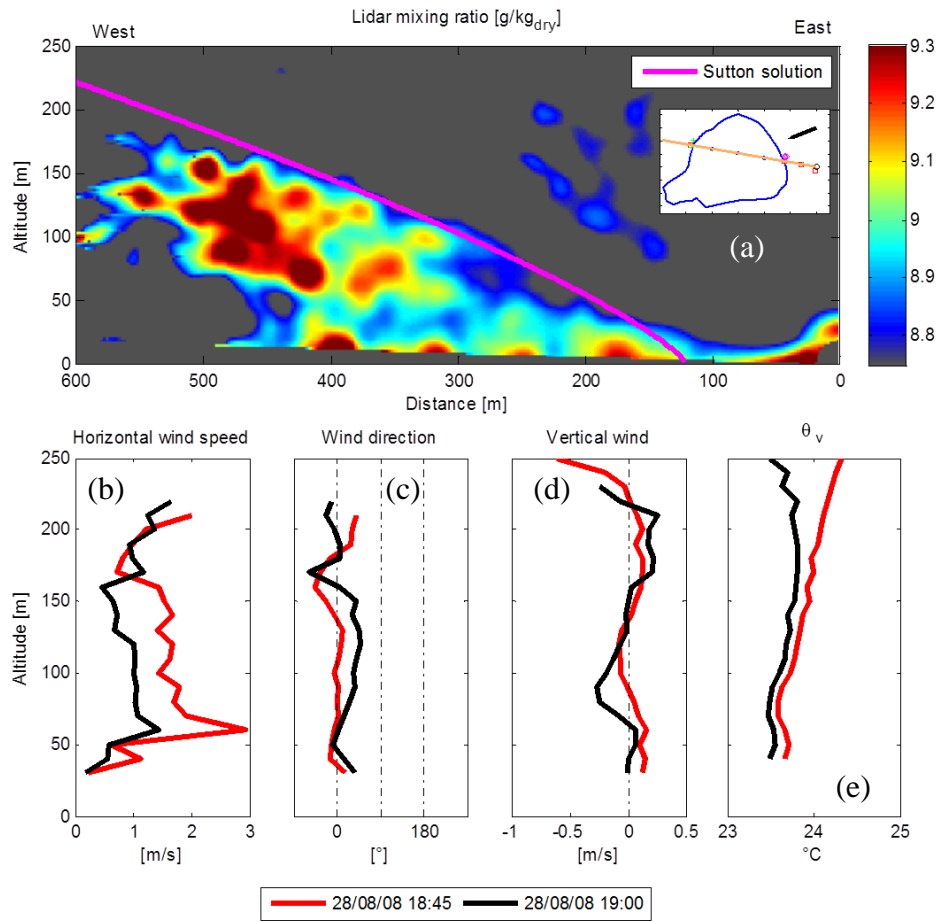 Lidar mixing ratio [g/kg_dry]
West
East
250
200
150
100
50
0
Altitude [m]
Sutton solution
(a)
600
500
400
300
200
100
0
Distance [m]
9.3
9.2
9.1
9
8.9
8.8
Horizontal wind speed
Wind direction
Vertical wind
θ_v
250
200
150
100
50
0
Altitude [m]
(b)
(c)
(d)
(e)
0 1 2 3
[m/s]
0 180
[°]
-1 -0.5 0 0.5
[m/s]
23 24 25
°C
28/08/08 18:45
28/08/08 19:00